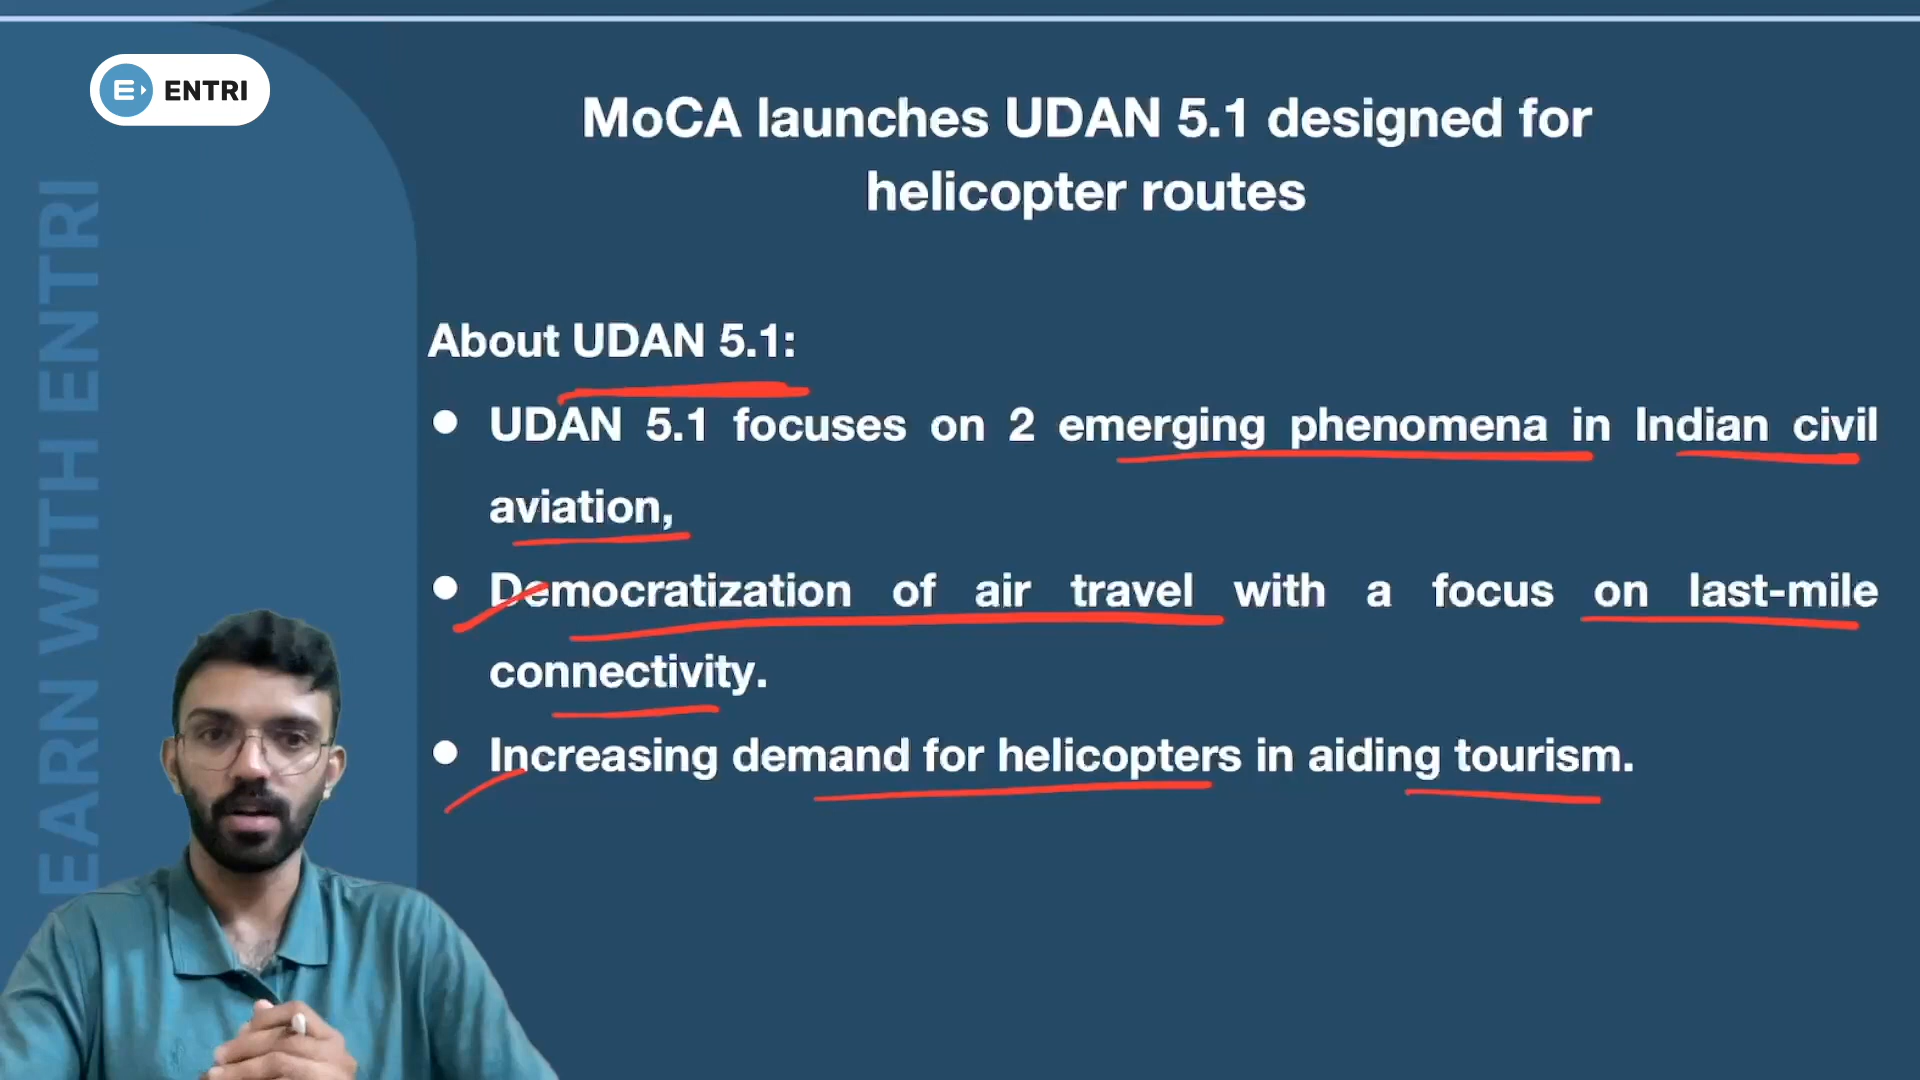 ENTRI
EARN WITH ENTRI
MoCA launches UDAN 5.1 designed for
helicopter routes
About UDAN 5.1:
● UDAN 5.1 focuses on 2 emerging phenomena in Indian civil
aviation,
● Democratization of air travel with a focus on last-mile
connectivity.
● Increasing demand for helicopters in aiding tourism.